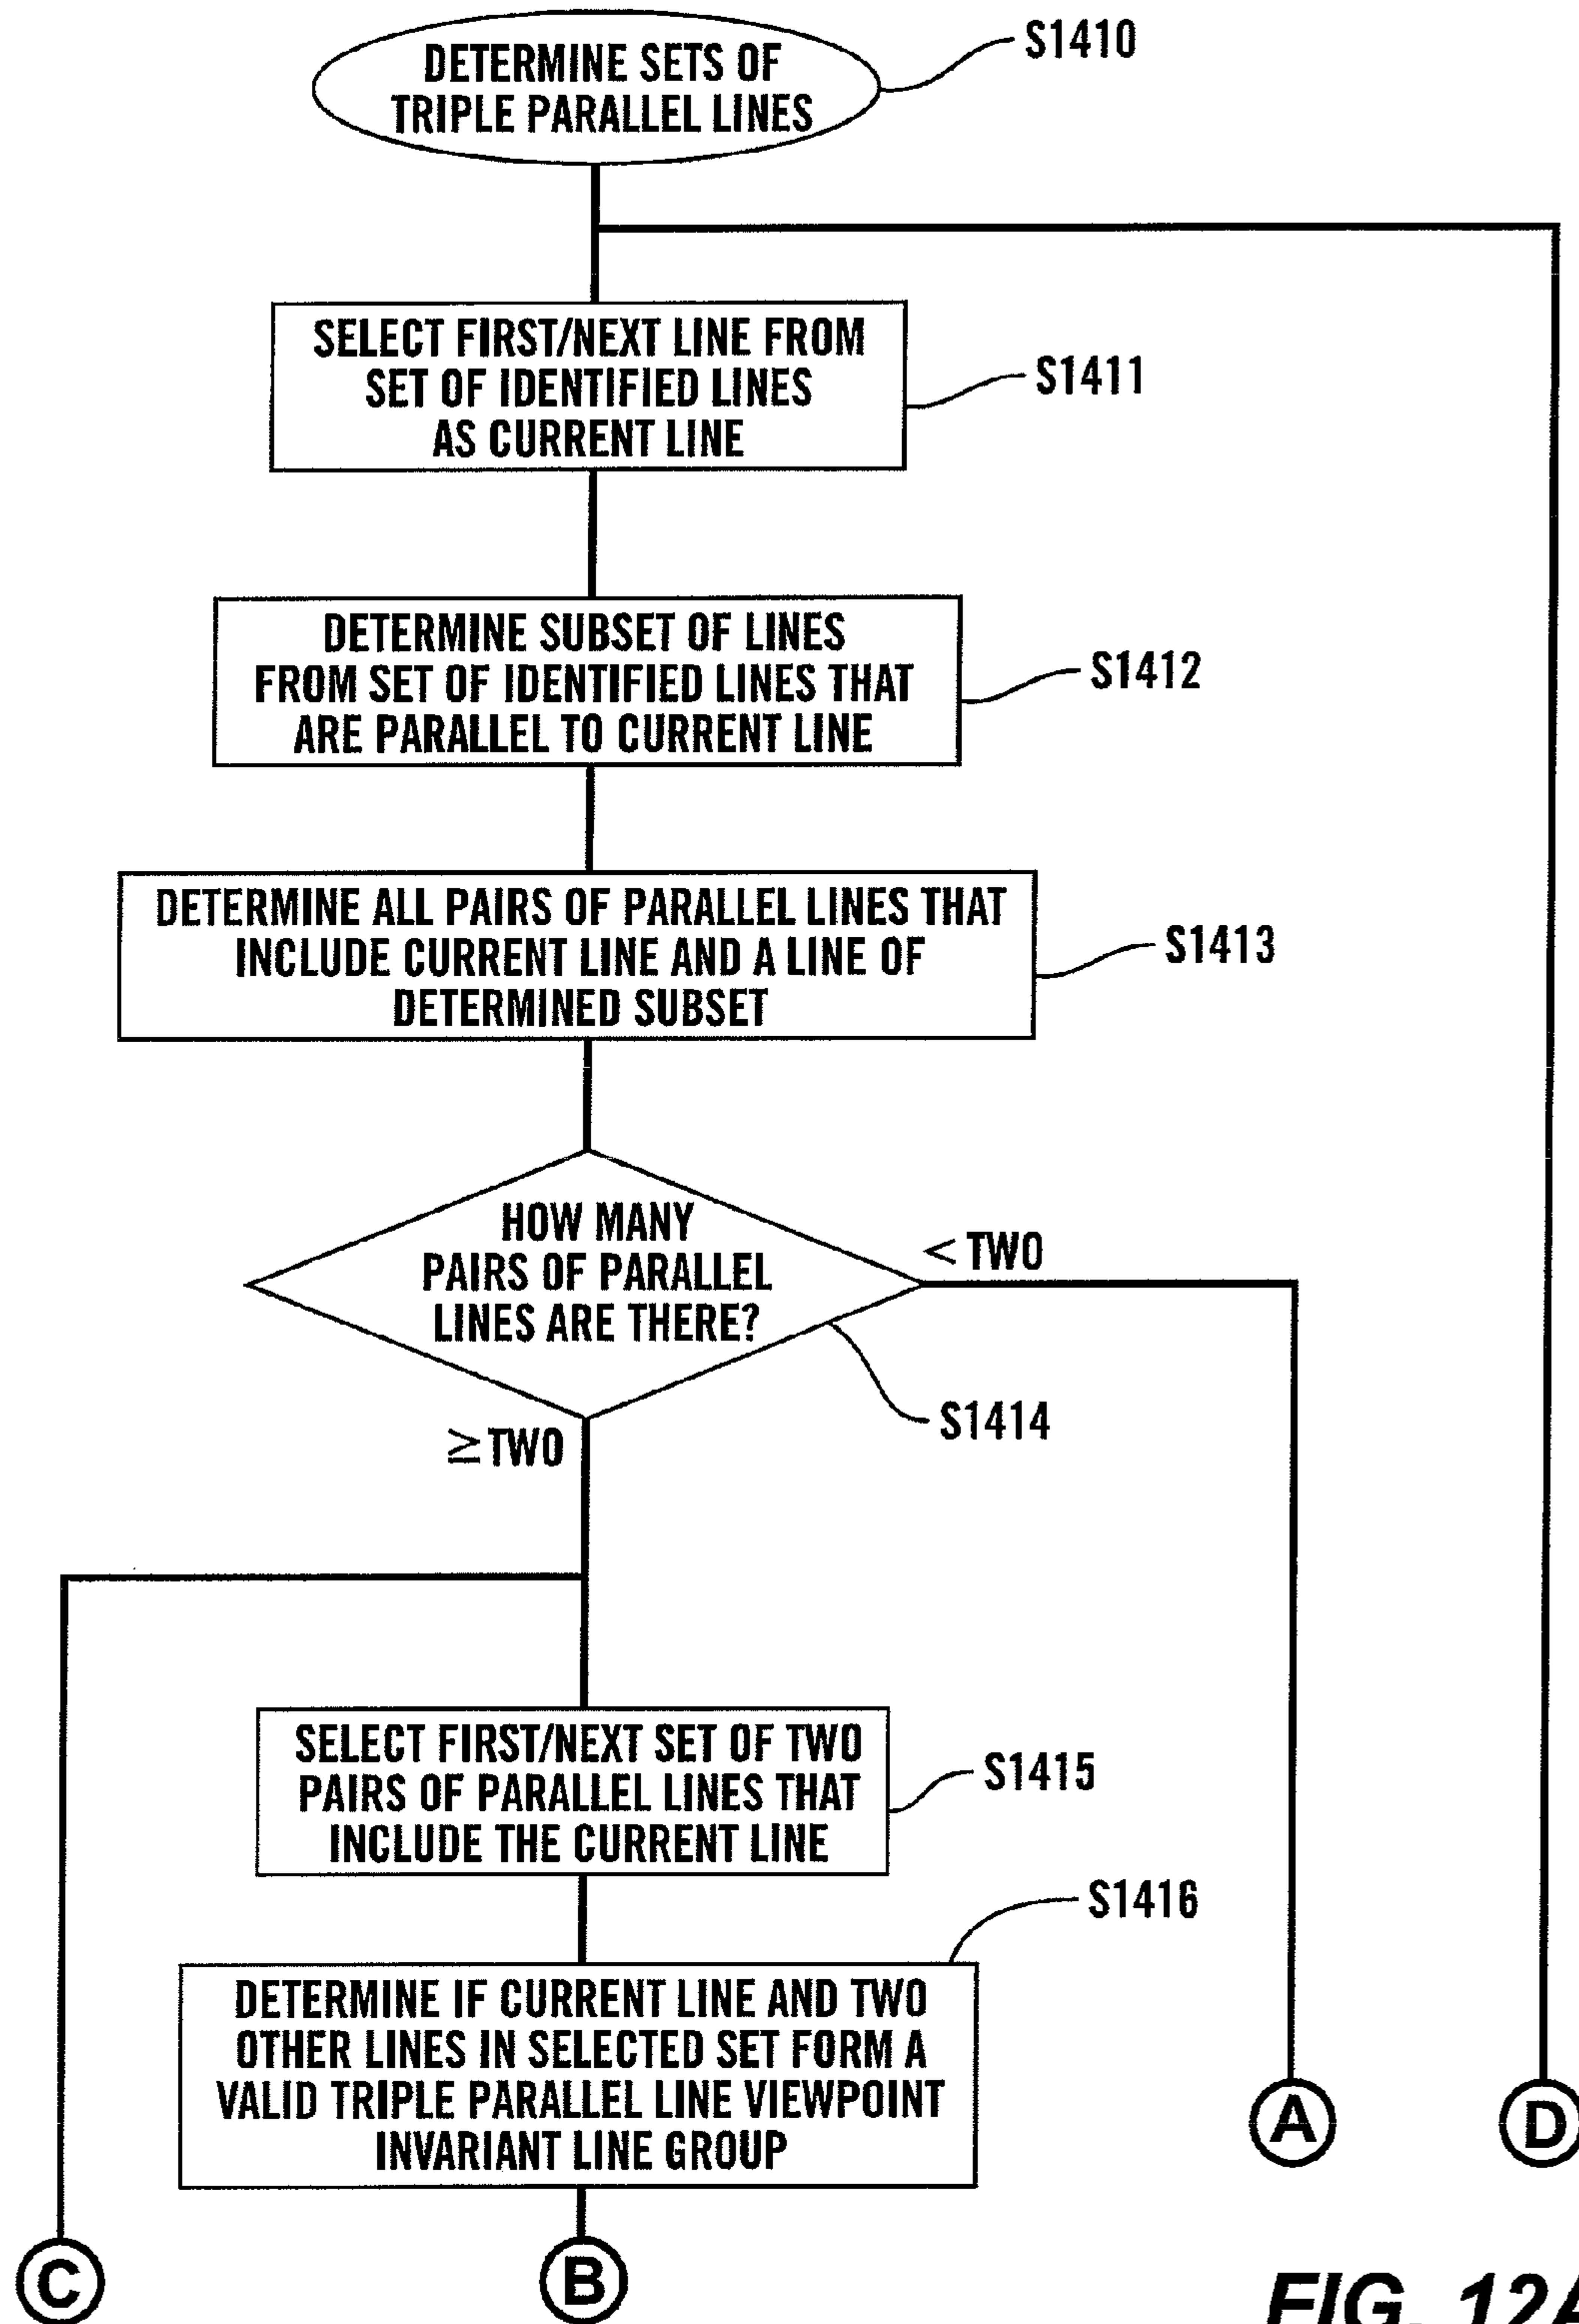 DETERMINE SETS OF
TRIPLE PARALLEL LINES
S1410
SELECT FIRST/NEXT LINE FROM
SET OF IDENTIFIED LINES
AS CURRENT LINE
S1411
DETERMINE SUBSET OF LINES
FROM SET OF IDENTIFIED LINES THAT
ARE PARALLEL TO CURRENT LINE
S1412
DETERMINE ALL PAIRS OF PARALLEL LINES THAT
INCLUDE CURRENT LINE AND A LINE OF
DETERMINED SUBSET
S1413
HOW MANY
PAIRS OF PARALLEL
LINES ARE THERE?
< TWO
S1414
≥ TWO
SELECT FIRST/NEXT SET OF TWO
PAIRS OF PARALLEL LINES THAT
INCLUDE THE CURRENT LINE
S1415
S1416
DETERMINE IF CURRENT LINE AND TWO
OTHER LINES IN SELECTED SET FORM A
VALID TRIPLE PARALLEL LINE VIEWPOINT
INVARIANT LINE GROUP
A
D
C
B
FIG. 12A